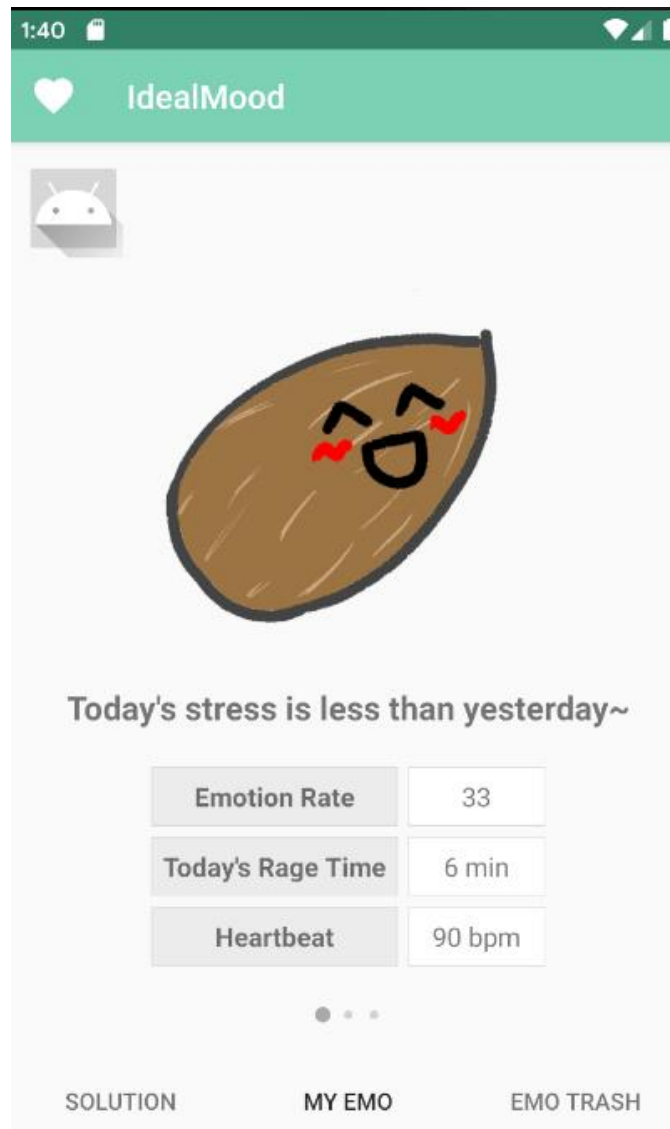 1:40
IdealMood
Today's stress is less than yesterday~
Emotion Rate 33
Today's Rage Time 6 min
Heartbeat 90 bpm
SOLUTION MY EMO EMO TRASH